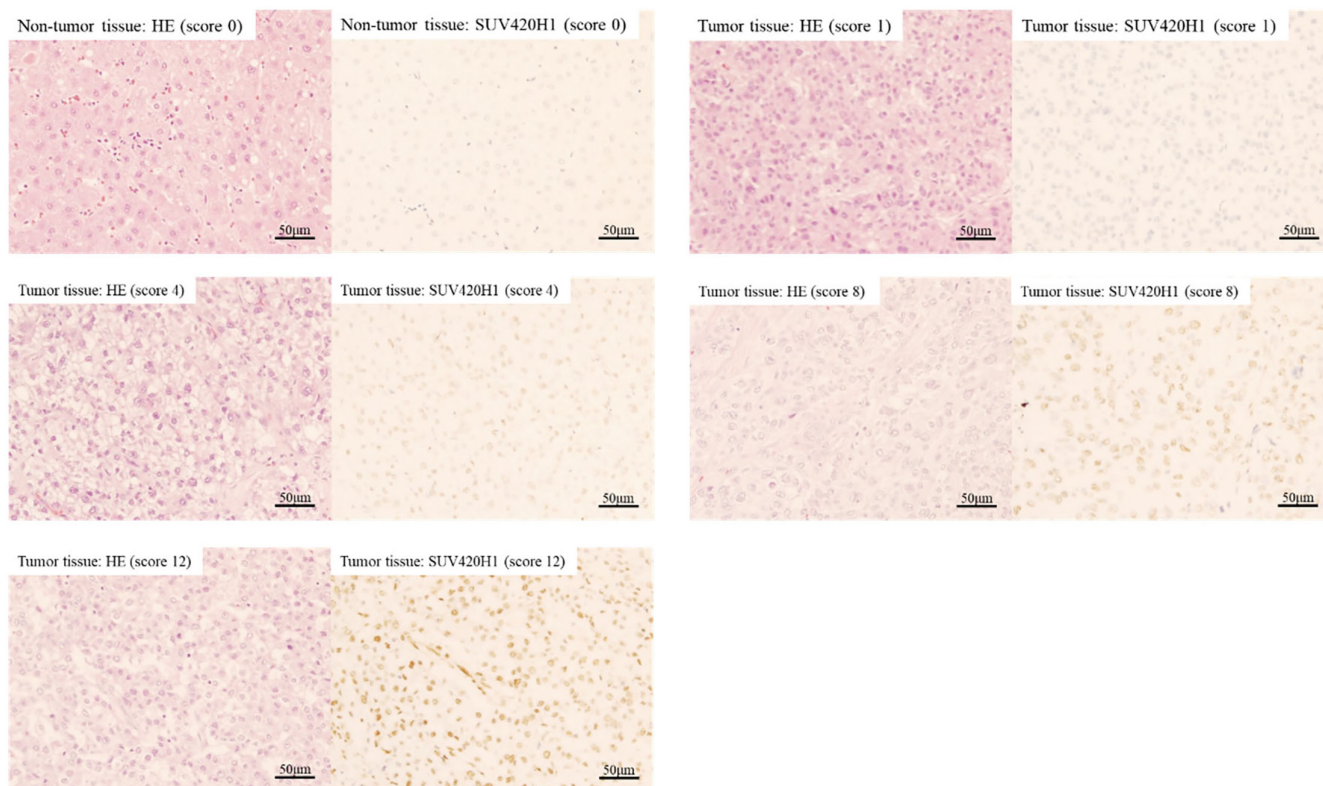 Non-tumor tissue: HE (score 0)
Non-tumor tissue: SUV420H1 (score 0)
Tumor tissue: HE (score 1)
Tumor tissue: SUV420H1 (score 1)
50μm
50μm
50μm
50μm
Tumor tissue: HE (score 4)
Tumor tissue: SUV420H1 (score 4)
Tumor tissue: HE (score 8)
Tumor tissue: SUV420H1 (score 8)
50μm
50μm
50μm
50μm
Tumor tissue: HE (score 12)
Tumor tissue: SUV420H1 (score 12)
50μm
50μm